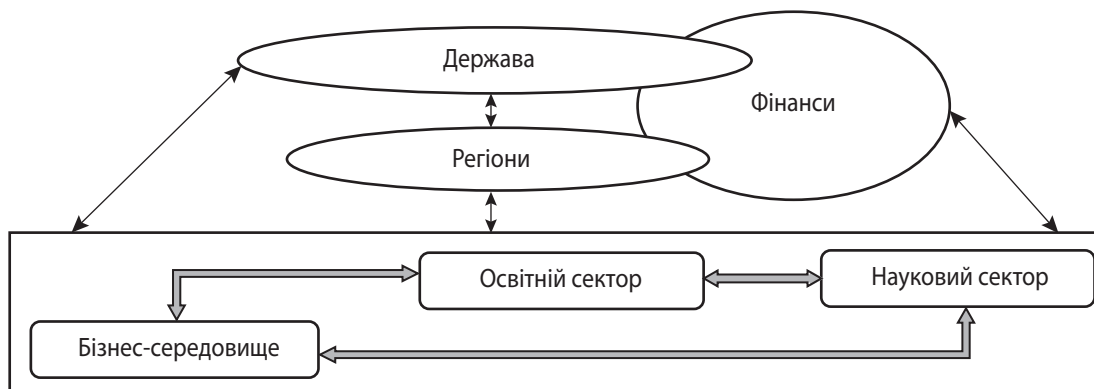 Держава
Фінанси
Регіони
Освітній сектор
Науковий сектор
Бізнес-середовище